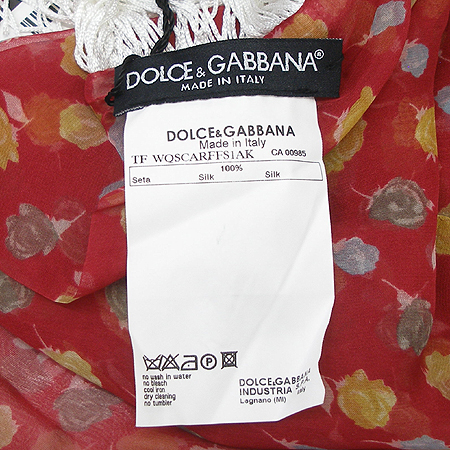 DOLCE & GABBANA®
MADE IN ITALY
DOLCE&GABBANA
Made in Italy
TF WQSCARFFS1AK CA 00985
100%
Seta Silk Silk
no wash in water
no bleach
cool iron
dry cleaning
no tumbler
DOLCE&GABBANA
INDUSTRIA S.P.A.
Legnano (MI) Italy